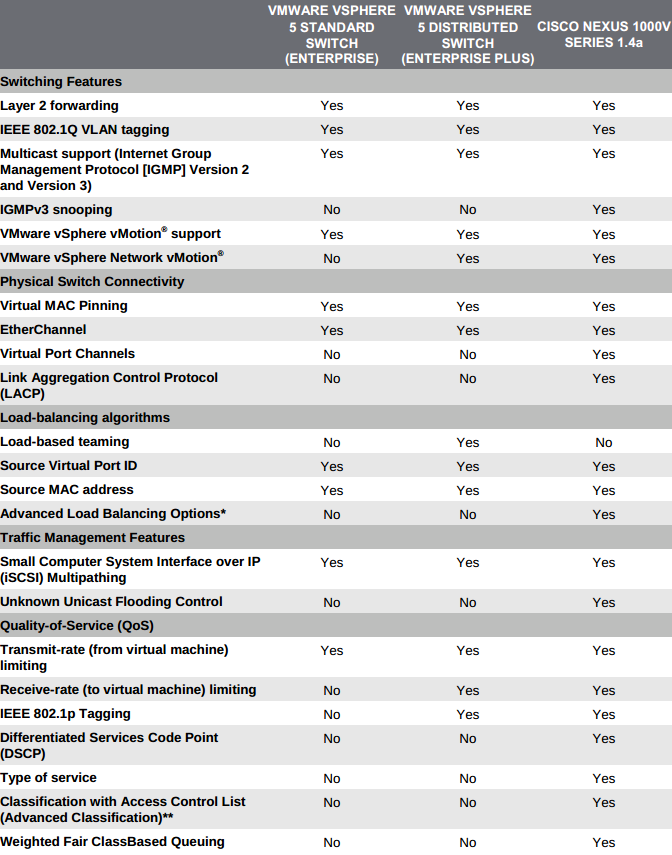 VMWARE VSPHERE 5 STANDARD SWITCH (ENTERPRISE) VMWARE VSPHERE 5 DISTRIBUTED SWITCH (ENTERPRISE PLUS) CISCO NEXUS 1000V SERIES 1.4a
Switching Features
Layer 2 forwarding Yes Yes Yes
IEEE 802.1Q VLAN tagging Yes Yes Yes
Multicast support (Internet Group Yes Yes Yes
Management Protocol [IGMP] Version 2
and Version 3)
IGMPv3 snooping No No Yes
VMware vSphere vMotion® support Yes Yes Yes
VMware vSphere Network vMotion® No Yes Yes
Physical Switch Connectivity
Virtual MAC Pinning Yes Yes Yes
EtherChannel Yes Yes Yes
Virtual Port Channels No No Yes
Link Aggregation Control Protocol No No Yes
(LACP)
Load-balancing algorithms
Load-based teaming No Yes No
Source Virtual Port ID Yes Yes Yes
Source MAC address Yes Yes Yes
Advanced Load Balancing Options* No No Yes
Traffic Management Features
Small Computer System Interface over IP Yes Yes Yes
(iSCSI) Multipathing
Unknown Unicast Flooding Control No No Yes
Quality-of-Service (QoS)
Transmit-rate (from virtual machine) Yes Yes Yes
limiting
Receive-rate (to virtual machine) limiting No Yes Yes
IEEE 802.1p Tagging No Yes Yes
Differentiated Services Code Point No No Yes
(DSCP)
Type of service No No Yes
Classification with Access Control List No No Yes
(Advanced Classification)**
Weighted Fair ClassBased Queuing No No Yes